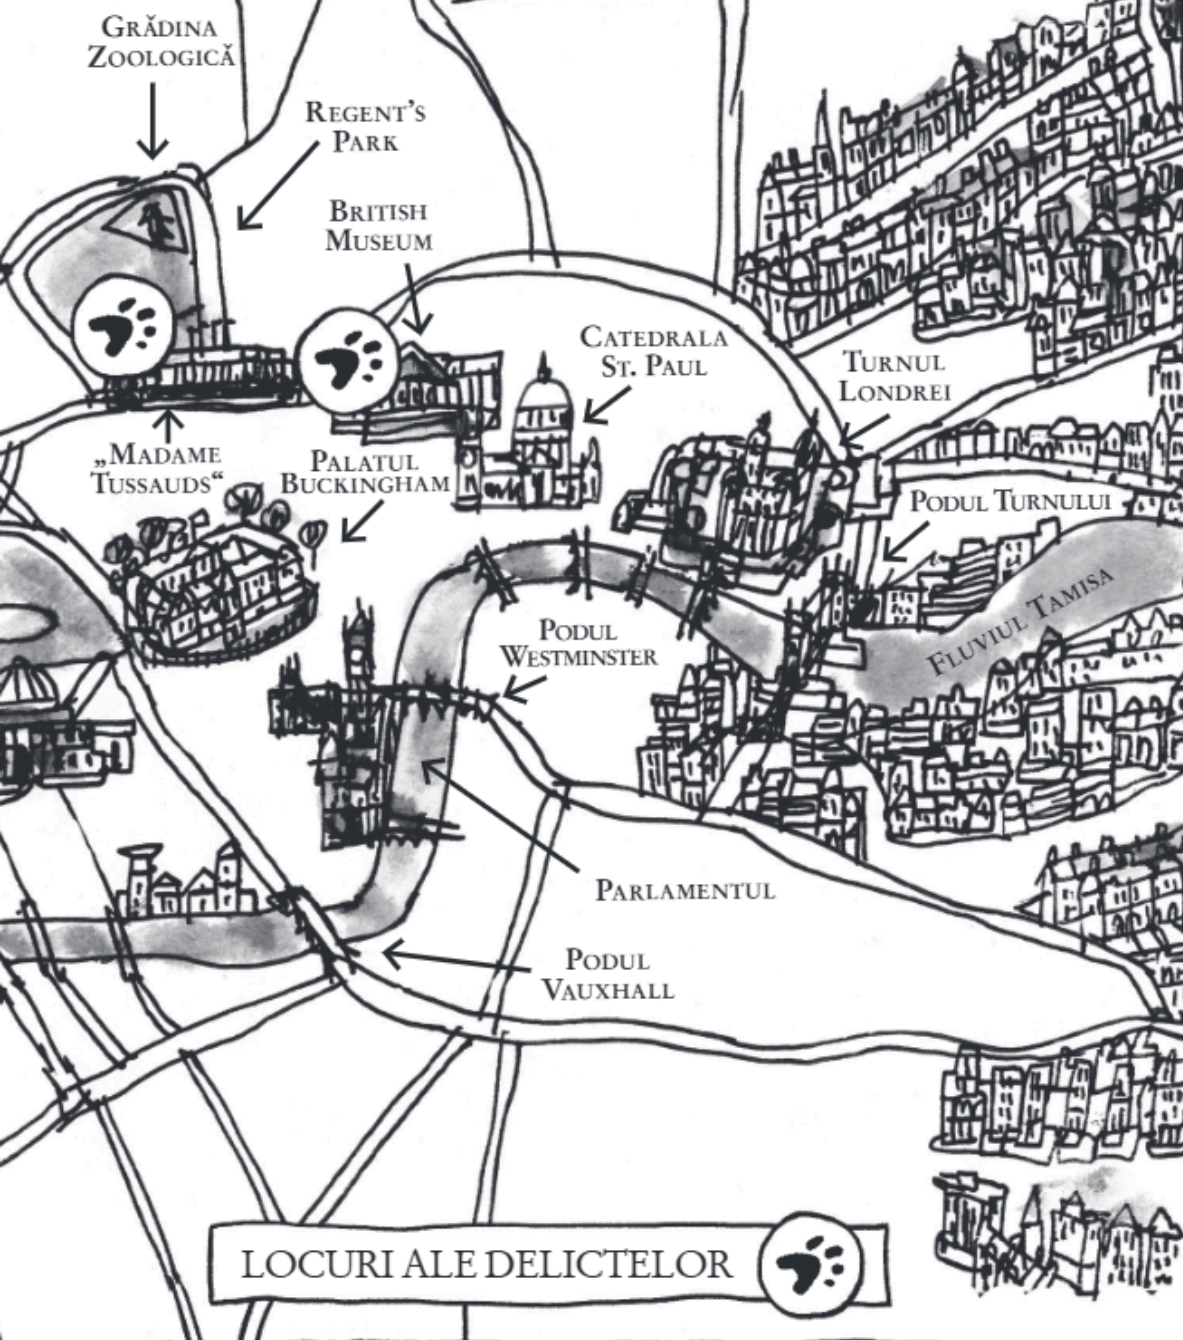 GRĂDINA
ZOOLOGICĂ
REGENT'S
PARK
BRITISH
MUSEUM
CATEDRALA
ST. PAUL
TURNUL
LONDREI
„MADAME
TUSSAUDS“
PALATUL
BUCKINGHAM
PODUL TURNULUI
FLUVIUL TAMISA
PODUL
WESTMINSTER
PARLAMENTUL
PODUL
VAUXHALL
LOCURI ALE DELICTELOR